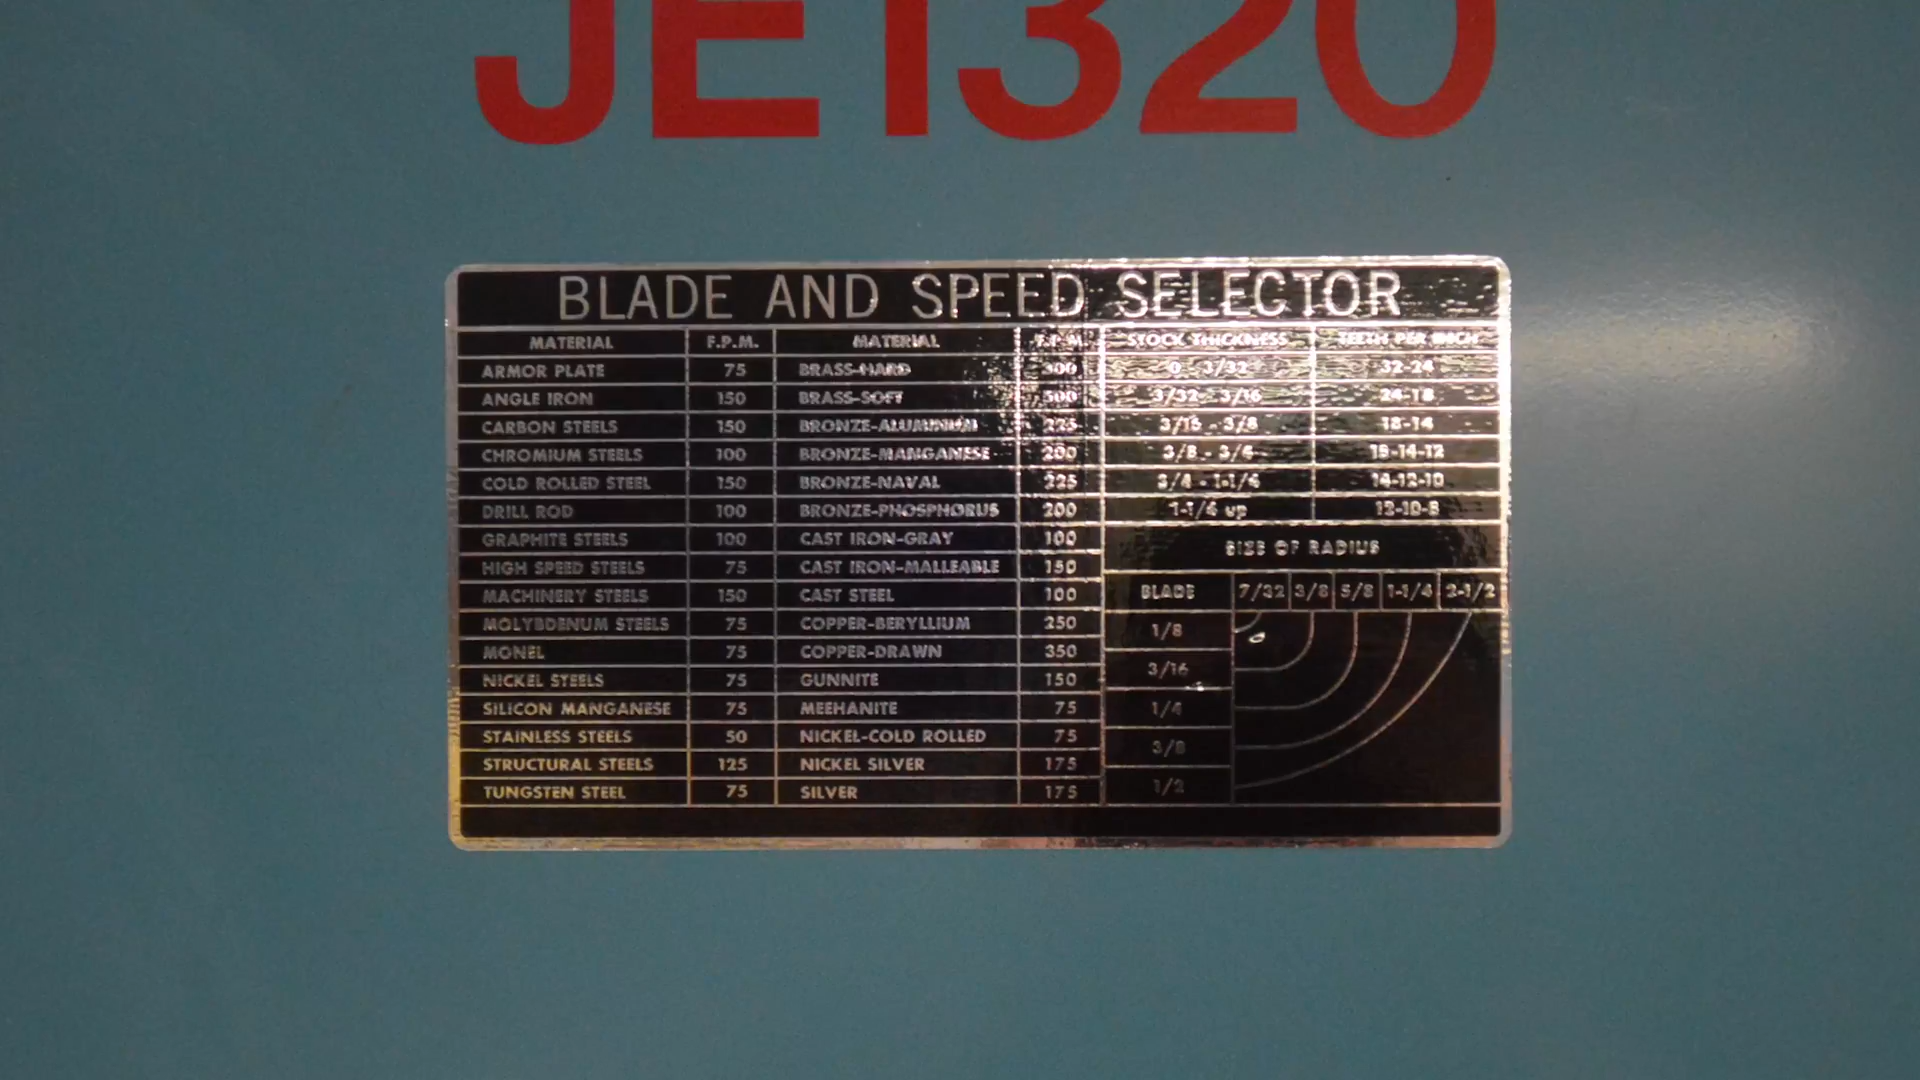 JET320
BLADE AND SPEED SELECTOR
MATERIAL F.P.M. MATERIAL F.P.M. STOCK THICKNESS TEETH PER INCH
ARMOR PLATE 75 BRASS-HARD 300 0 - 3/32 32-24
ANGLE IRON 150 BRASS-SOFT 500 3/32 - 3/16 24-18
CARBON STEELS 150 BRONZE-ALUMINUM 225 3/16 - 3/8 18-14
CHROMIUM STEELS 100 BRONZE-MANGANESE 200 3/8 - 3/4 18-14-12
COLD ROLLED STEEL 150 BRONZE-NAVAL 225 3/4 - 1-1/4 14-12-10
DRILL ROD 100 BRONZE-PHOSPHORUS 200 1-1/4 up 12-10-8
GRAPHITE STEELS 100 CAST IRON-GRAY 100
HIGH SPEED STEELS 75 CAST IRON-MALLEABLE 150
MACHINERY STEELS 150 CAST STEEL 100
MOLYBDENUM STEELS 75 COPPER-BERYLLIUM 250
MONEL 75 COPPER-DRAWN 350
NICKEL STEELS 75 GUNNITE 150
SILICON MANGANESE 75 MEEHANITE 75
STAINLESS STEELS 50 NICKEL-COLD ROLLED 75
STRUCTURAL STEELS 125 NICKEL SILVER 175
TUNGSTEN STEEL 75 SILVER 175
SIZE OF RADIUS
BLADE 7/32 3/8 5/8 1-1/4 2-1/2
1/8
3/16
1/4
3/8
1/2